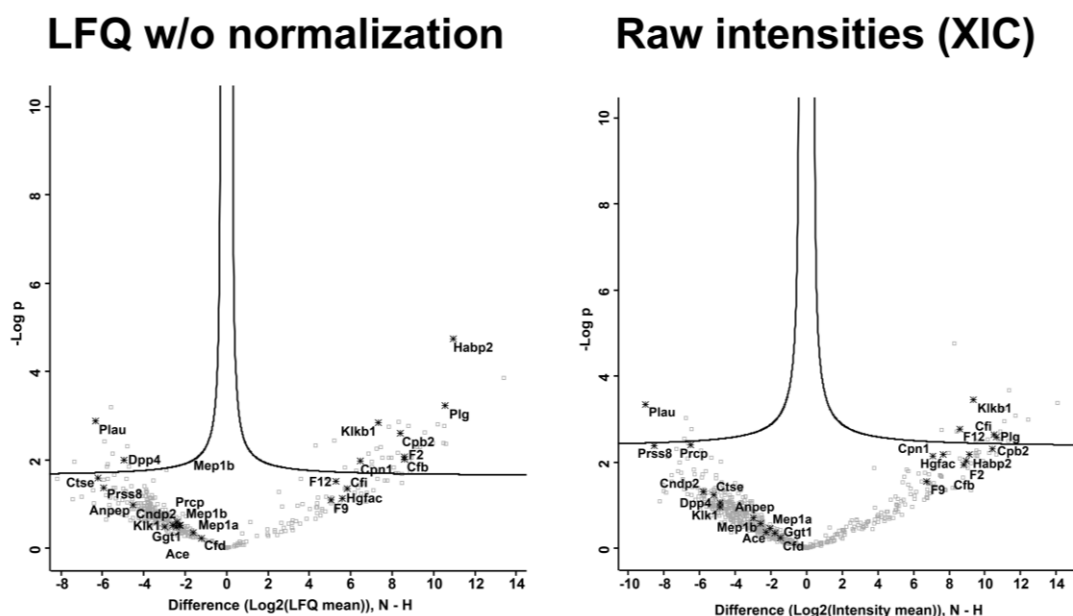 LFQ w/o normalization
10
8
6
4
2
0
-Log p
Habp2
Plg
Plau
Klkb1
Cpb2
F2
Dpp4
Mep1b
Cpn1
Cfb
Ctse
Prss8
F12
Cfi
Anpep
Cndp2
Prcp
Mep1b
Hgfac
Klk1
Mep1a
F9
Ggt1
Ace
Cfd
-8 -6 -4 -2 0 2 4 6 8 10 12 14
Difference (Log2(LFQ mean)), N - H
Raw intensities (XIC)
10
8
6
4
2
0
-Log p
Plau
Klkb1
Cfi
F12
Plg
Prss8
Prcp
Cpn1
Cpb2
Hgfac
Habp2
F2
Cndp2
Ctse
F9
Cfb
Dpp4
Anpep
Klk1
Mep1a
Mep1b
Ggt1
Ace
Cfd
-10 -8 -6 -4 -2 0 2 4 6 8 10 12 14
Difference (Log2(Intensity mean)), N - H